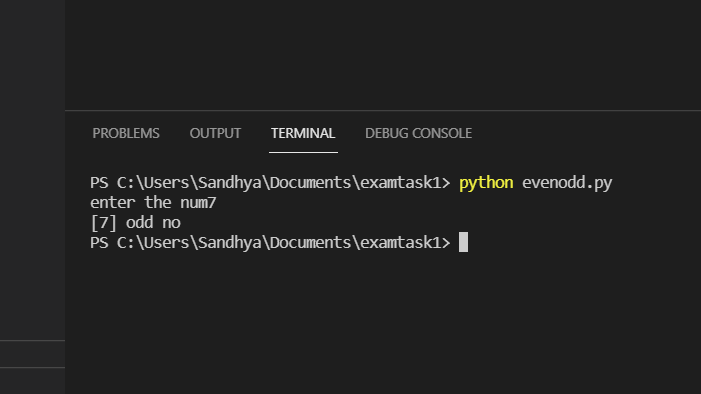 PROBLEMS OUTPUT TERMINAL DEBUG CONSOLE
PS C:\Users\Sandhya\Documents\examtask1> python evenodd.py
enter the num7
[7] odd no
PS C:\Users\Sandhya\Documents\examtask1>